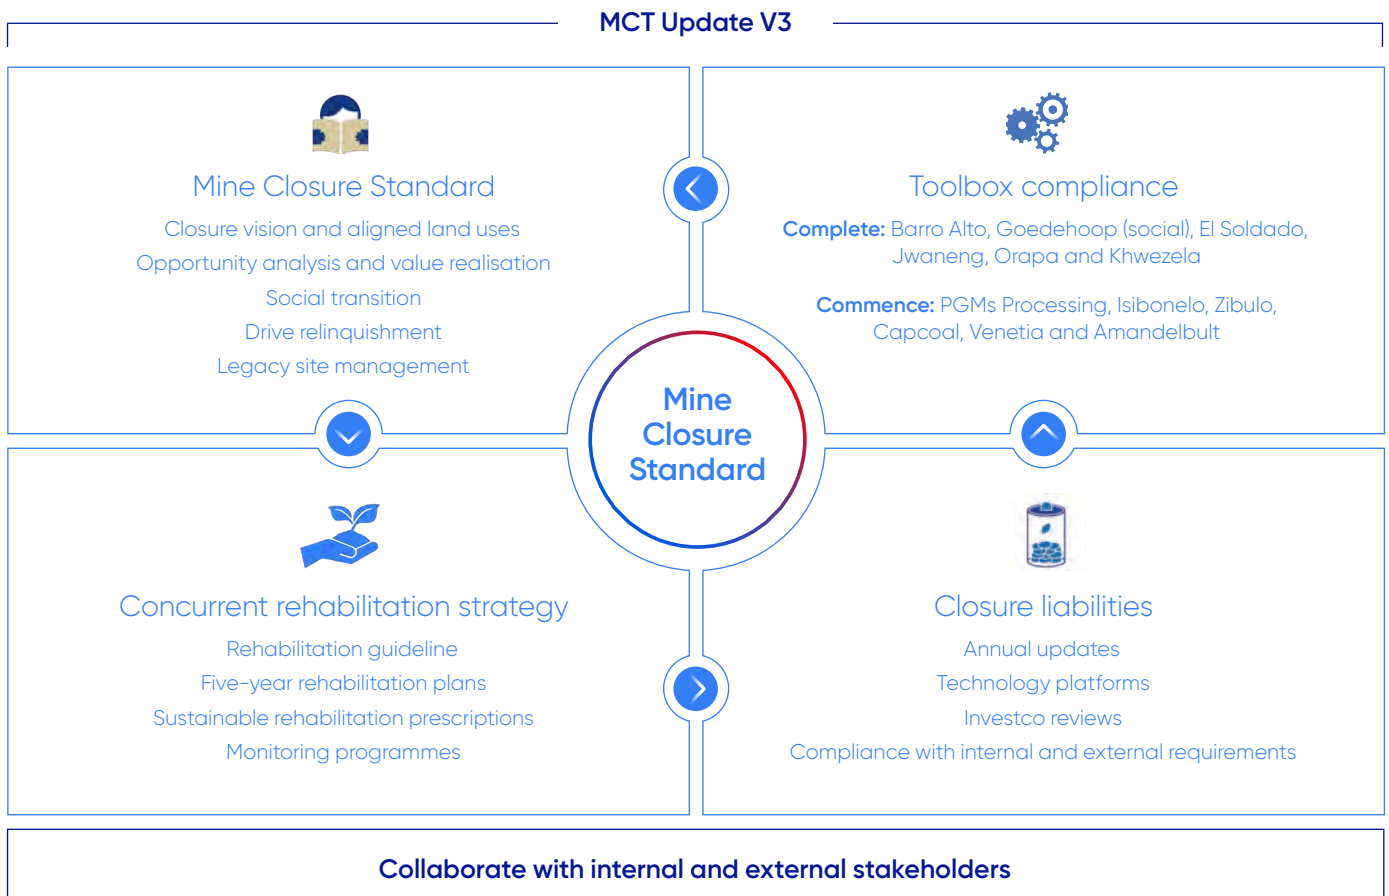 MCT Update V3
Mine Closure Standard
Closure vision and aligned land uses
Opportunity analysis and value realisation
Social transition
Drive relinquishment
Legacy site management
Toolbox compliance
Complete: Barro Alto, Goedehoop (social), El Soldado,
Jwaneng, Orapa and Khwezela
Commence: PGMs Processing, Isibonelo, Zibulo,
Capcoal, Venetia and Amandelbult
Mine
Closure
Standard
Concurrent rehabilitation strategy
Rehabilitation guideline
Five-year rehabilitation plans
Sustainable rehabilitation prescriptions
Monitoring programmes
Closure liabilities
Annual updates
Technology platforms
Investco reviews
Compliance with internal and external requirements
Collaborate with internal and external stakeholders